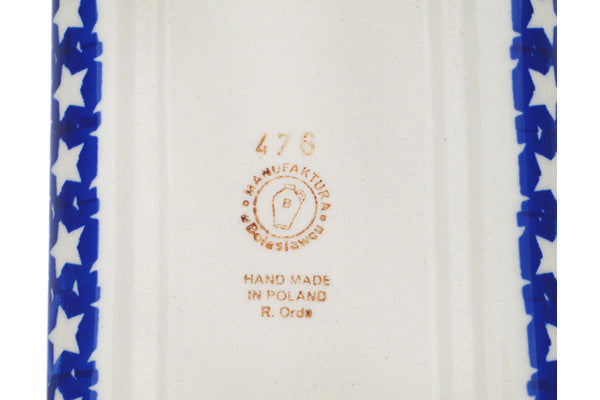 476
MANUFAKTURA
w Bolesławcu
B
HAND MADE
IN POLAND
R. Orda